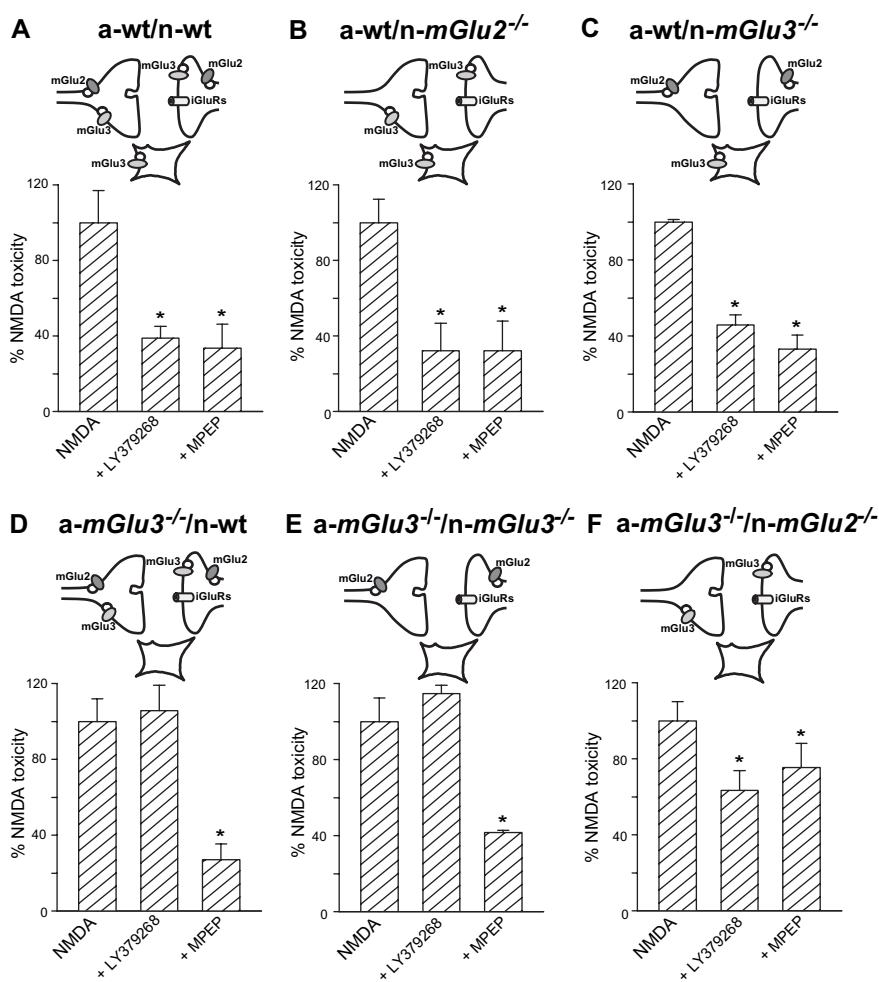 A a-wt/n-wt
mGlu2
mGlu3
mGlu3
mGlu2
iGluRs
mGlu3
% NMDA toxicity
120
80
40
0
NMDA
+ LY379268
+ MPEP
*
*
B a-wt/n-mGlu2-/-
mGlu3
iGluRs
mGlu3
% NMDA toxicity
120
80
40
0
NMDA
+ LY379268
+ MPEP
*
*
C a-wt/n-mGlu3-/-
mGlu2
mGlu2
iGluRs
mGlu3
% NMDA toxicity
120
80
40
0
NMDA
+ LY379268
+ MPEP
*
*
D a-mGlu3-/-/n-wt
mGlu2
mGlu3
mGlu3
mGlu2
iGluRs
% NMDA toxicity
120
80
40
0
NMDA
+ LY379268
+ MPEP
*
E a-mGlu3-/-/n-mGlu3-/-
mGlu2
mGlu2
iGluRs
% NMDA toxicity
120
80
40
0
NMDA
+ LY379268
+ MPEP
*
F a-mGlu3-/-/n-mGlu2-/-
mGlu3
mGlu3
iGluRs
% NMDA toxicity
120
80
40
0
NMDA
+ LY379268
+ MPEP
*
*